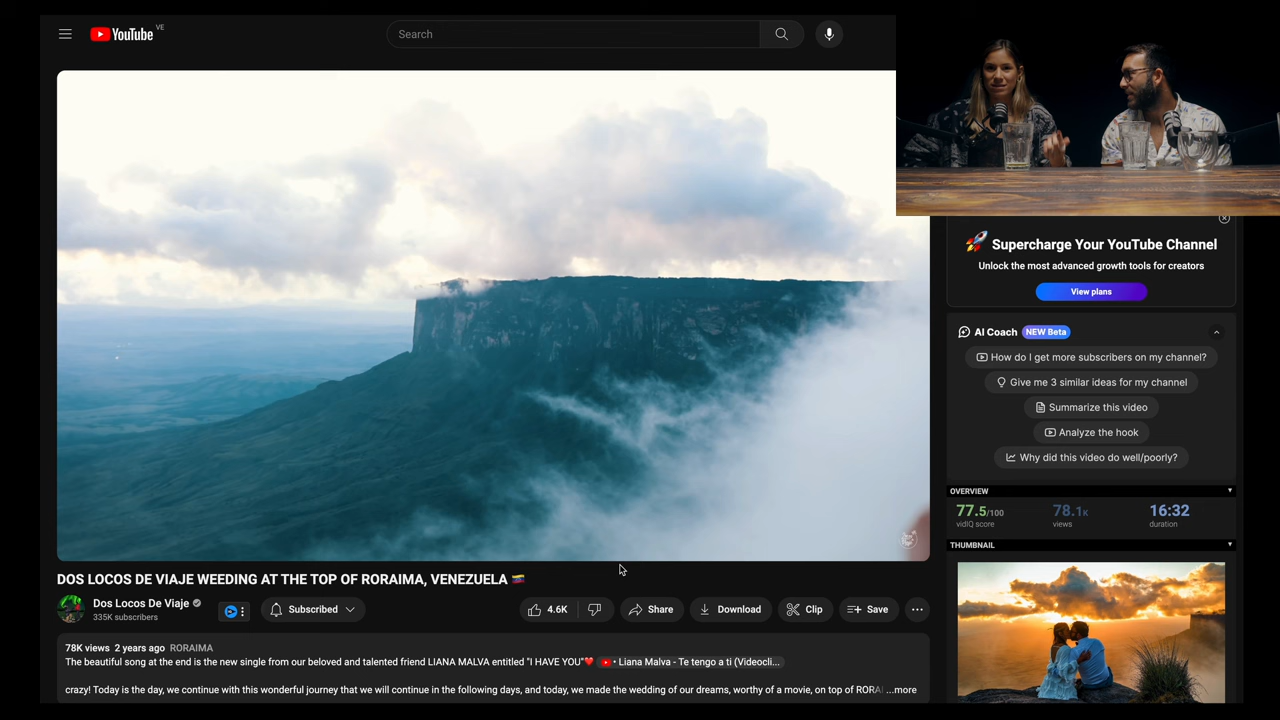 YouTube VE
Search
Supercharge Your YouTube Channel
Unlock the most advanced growth tools for creators
View plans
AI Coach NEW Beta
How do I get more subscribers on my channel?
Give me 3 similar ideas for my channel
Summarize this video
Analyze the hook
Why did this video do well/poorly?
OVERVIEW
77.5/100 78.1K 16:32
vidIQ score views duration
THUMBNAIL
DOS LOCOS DE VIAJE WEEDING AT THE TOP OF RORAIMA, VENEZUELA 🇻🇪
Dos Locos De Viaje
335K subscribers
Subscribed
4.6K
Share
Download
Clip
Save
78K views 2 years ago RORAIMA
The beautiful song at the end is the new single from our beloved and talented friend LIANA MALVA entitled "I HAVE YOU"❤️ • Liana Malva - Te tengo a ti (Videocli...
crazy! Today is the day, we continue with this wonderful journey that we will continue in the following days, and today, we made the wedding of our dreams, worthy of a movie, on top of RORAI ...more